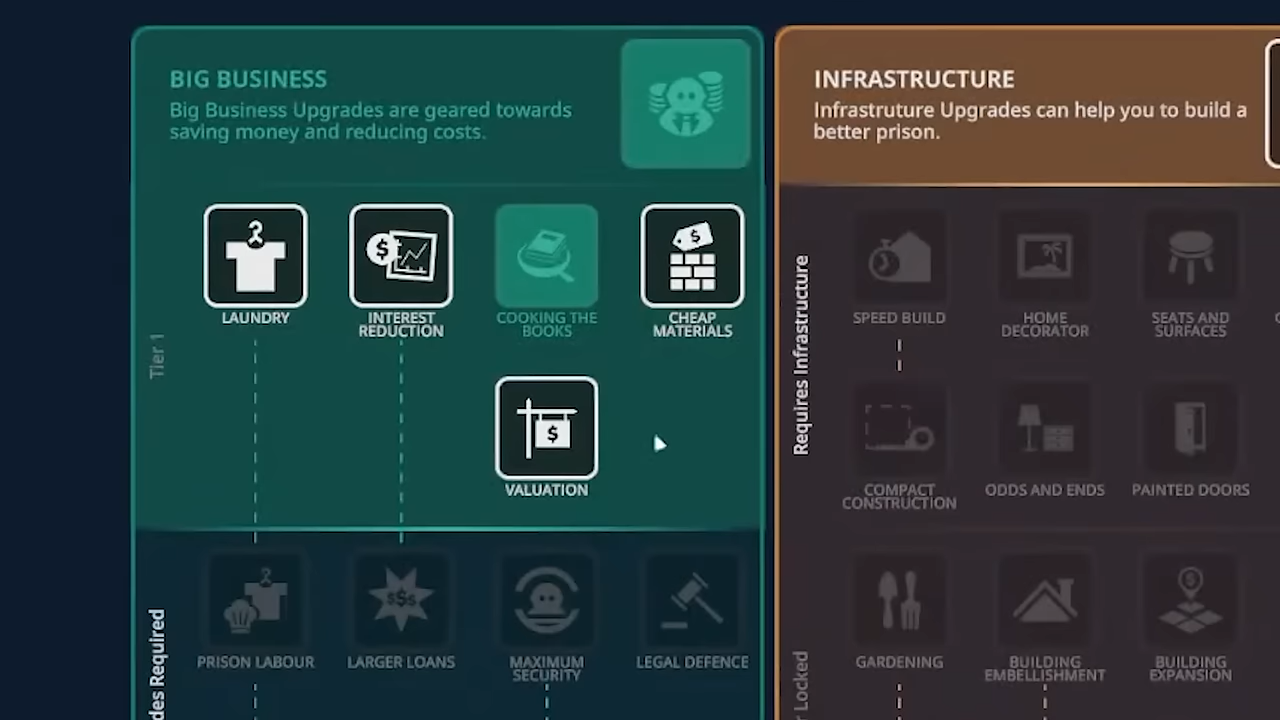 BIG BUSINESS
Big Business Upgrades are geared towards
saving money and reducing costs.
INFRASTRUCTURE
Infrastruture Upgrades can help you to build a
better prison.
Tier 1
LAUNDRY
INTEREST
REDUCTION
COOKING THE
BOOKS
CHEAP
MATERIALS
VALUATION
Requires Infrastructure
SPEED BUILD
HOME
DECORATOR
SEATS AND
SURFACES
COMPACT
CONSTRUCTION
ODDS AND ENDS
PAINTED DOORS
des Required
PRISON LABOUR
LARGER LOANS
MAXIMUM
SECURITY
LEGAL DEFENCE
Locked
GARDENING
BUILDING
EMBELLISHMENT
BUILDING
EXPANSION